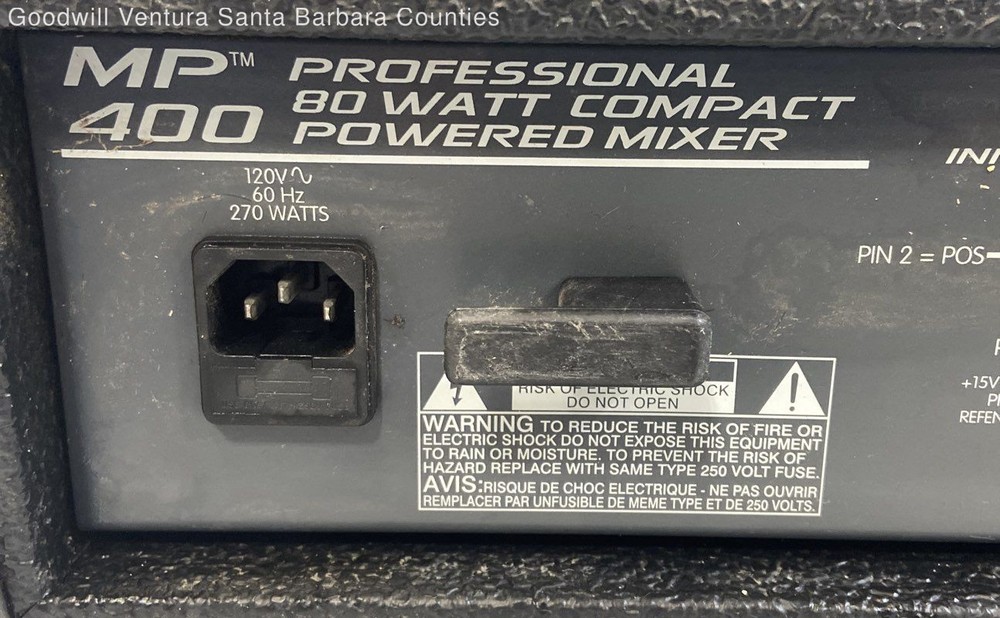 Goodwill Ventura Santa Barbara Counties
MP™ 400
PROFESSIONAL
80 WATT COMPACT
POWERED MIXER
120V∿
60 Hz
270 WATTS
PIN 2 = POS
+15V
RISK OF ELECTRIC SHOCK
DO NOT OPEN
WARNING TO REDUCE THE RISK OF FIRE OR
ELECTRIC SHOCK DO NOT EXPOSE THIS EQUIPMENT
TO RAIN OR MOISTURE. TO PREVENT THE RISK OF
HAZARD REPLACE WITH SAME TYPE 250 VOLT FUSE.
AVIS:RISQUE DE CHOC ELECTRIQUE - NE PAS OUVRIR
REMPLACER PAR UNFUSIBLE DE MEME TYPE ET DE 250 VOLTS.